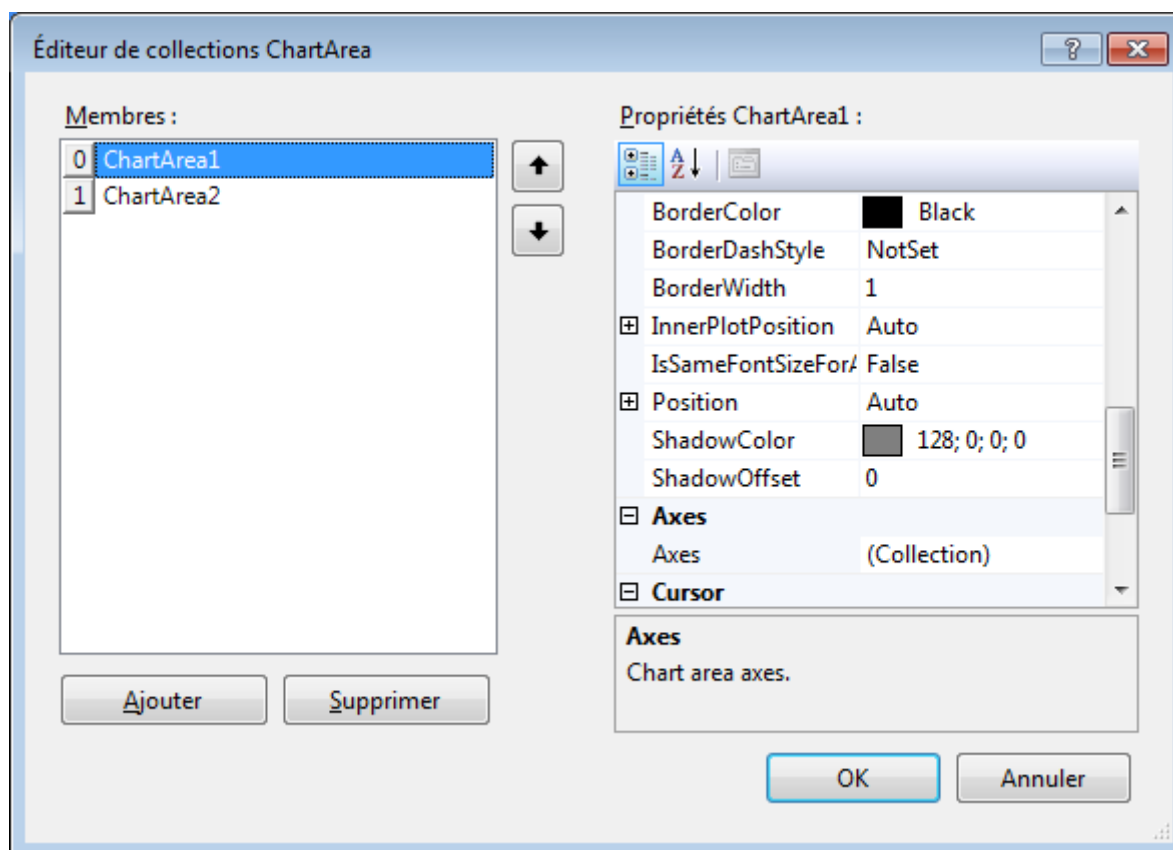 Éditeur de collections ChartArea
Membres :
0 ChartArea1
1 ChartArea2
Ajouter
Supprimer
Propriétés ChartArea1 :
BorderColor Black
BorderDashStyle NotSet
BorderWidth 1
InnerPlotPosition Auto
IsSameFontSizeForA False
Position Auto
ShadowColor 128; 0; 0; 0
ShadowOffset 0
Axes
Axes (Collection)
Cursor
Axes
Chart area axes.
OK
Annuler